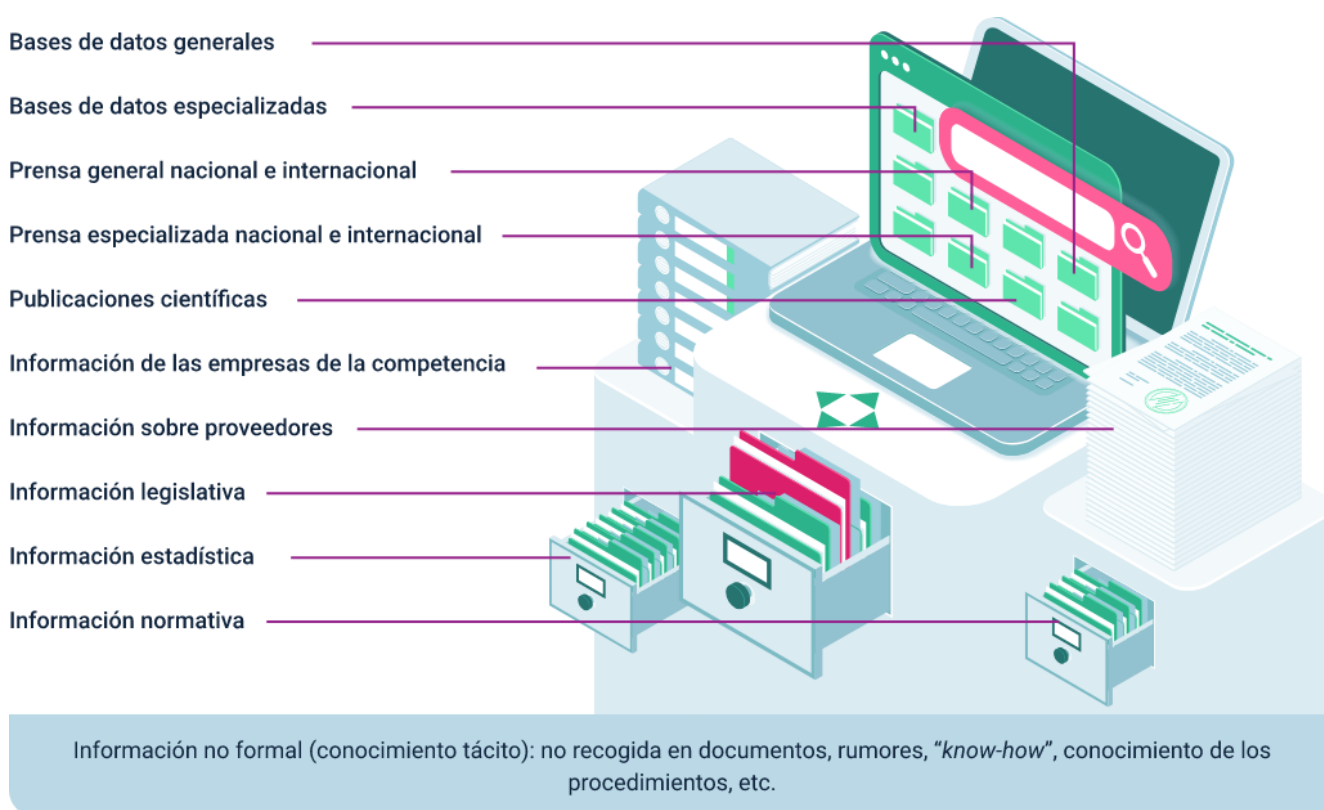 Bases de datos generales
Bases de datos especializadas
Prensa general nacional e internacional
Prensa especializada nacional e internacional
Publicaciones científicas
Información de las empresas de la competencia
Información sobre proveedores
Información legislativa
Información estadística
Información normativa
Información no formal (conocimiento tácito): no recogida en documentos, rumores, “know-how”, conocimiento de los
procedimientos, etc.